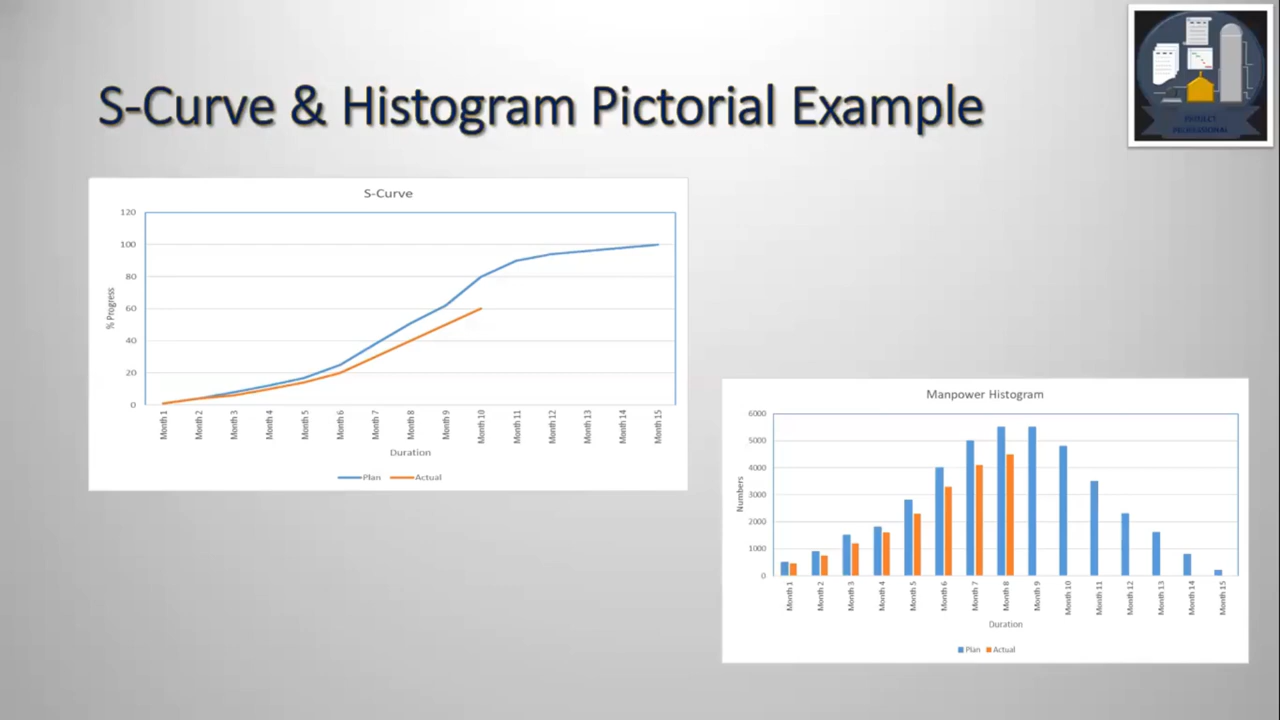 S-Curve & Histogram Pictorial Example
PROJECT
PROFESSIONAL
S-Curve
120
100
80
60
40
20
0
% Progress
Month 1
Month 2
Month 3
Month 4
Month 5
Month 6
Month 7
Month 8
Month 9
Month 10
Month 11
Month 12
Month 13
Month 14
Month 15
Duration
Plan Actual
Manpower Histogram
6000
5000
4000
3000
2000
1000
0
Numbers
Month 1
Month 2
Month 3
Month 4
Month 5
Month 6
Month 7
Month 8
Month 9
Month 10
Month 11
Month 12
Month 13
Month 14
Month 15
Duration
Plan Actual